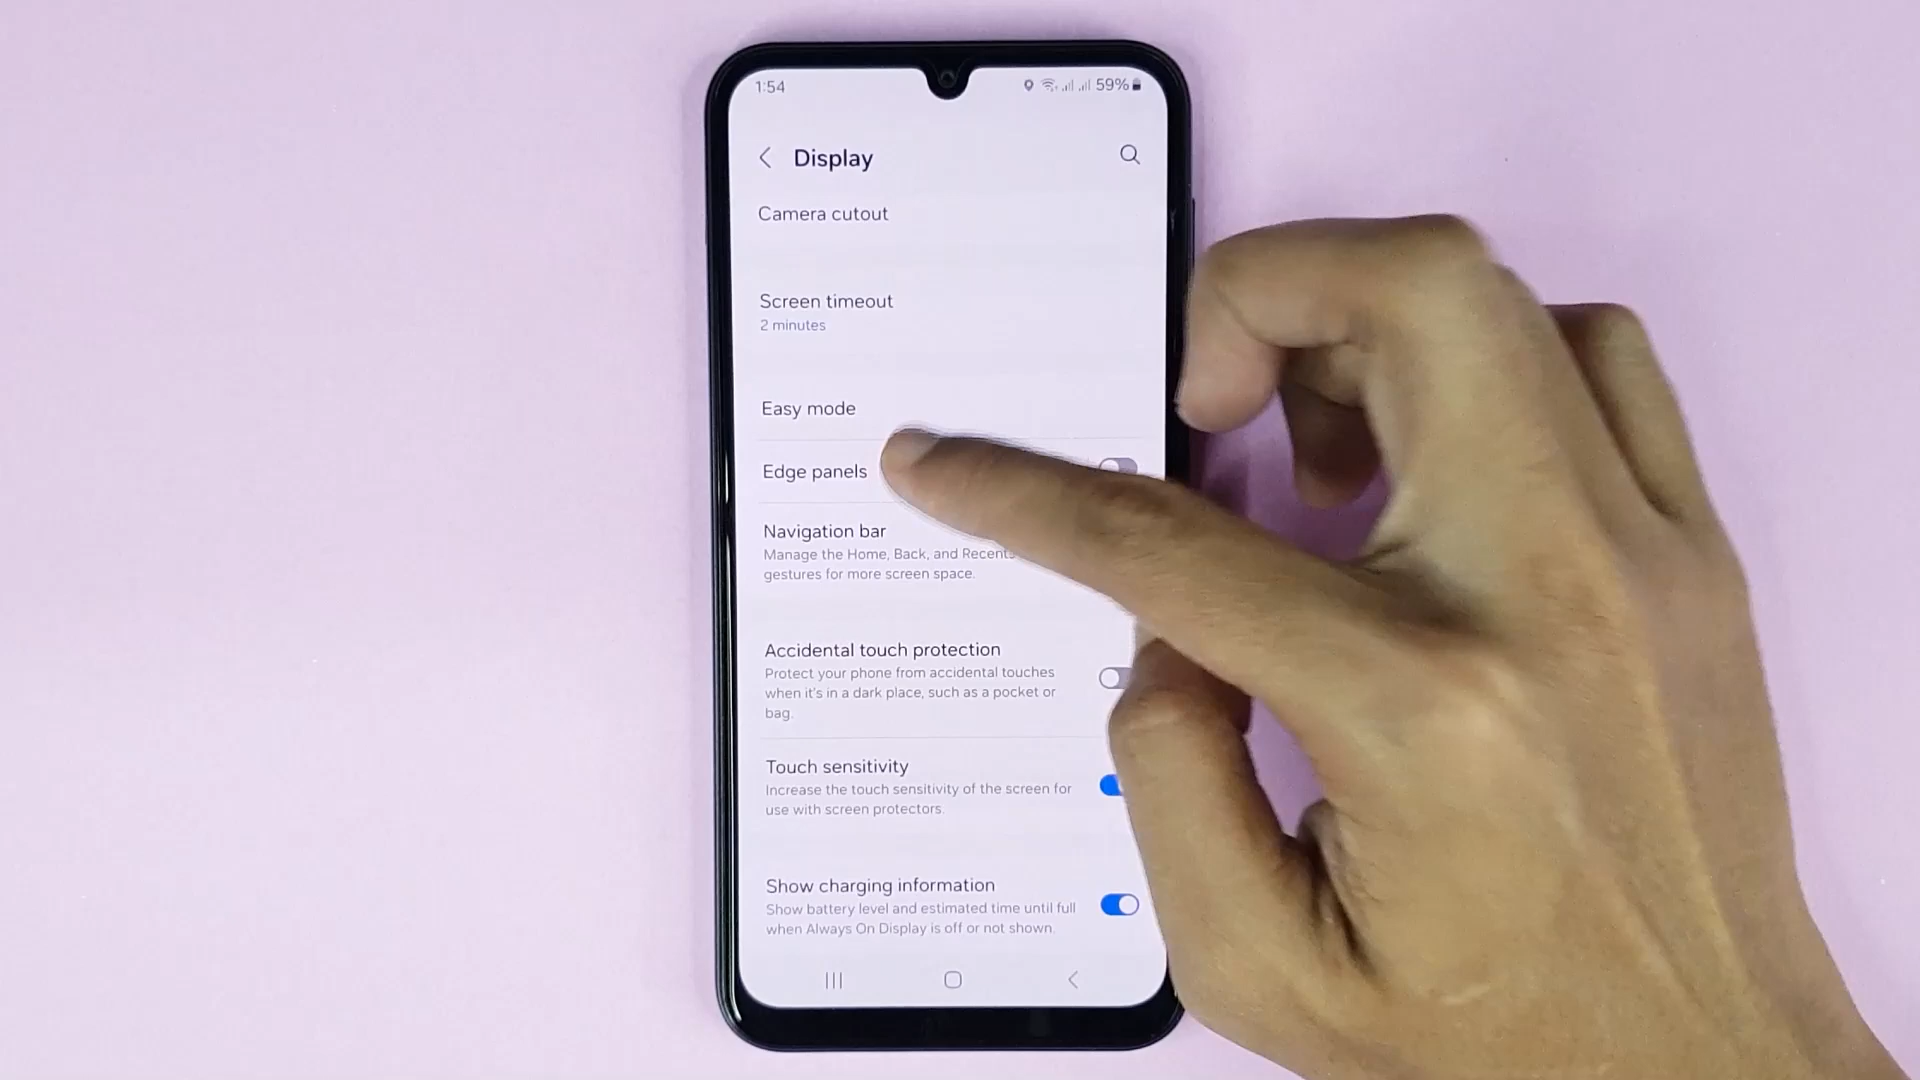 1:54
59%
Display
Camera cutout
Screen timeout
2 minutes
Easy mode
Edge panels
Navigation bar
Manage the Home, Back, and Recents
gestures for more screen space.
Accidental touch protection
Protect your phone from accidental touches
when it's in a dark place, such as a pocket or
bag.
Touch sensitivity
Increase the touch sensitivity of the screen for
use with screen protectors.
Show charging information
Show battery level and estimated time until full
when Always On Display is off or not shown.